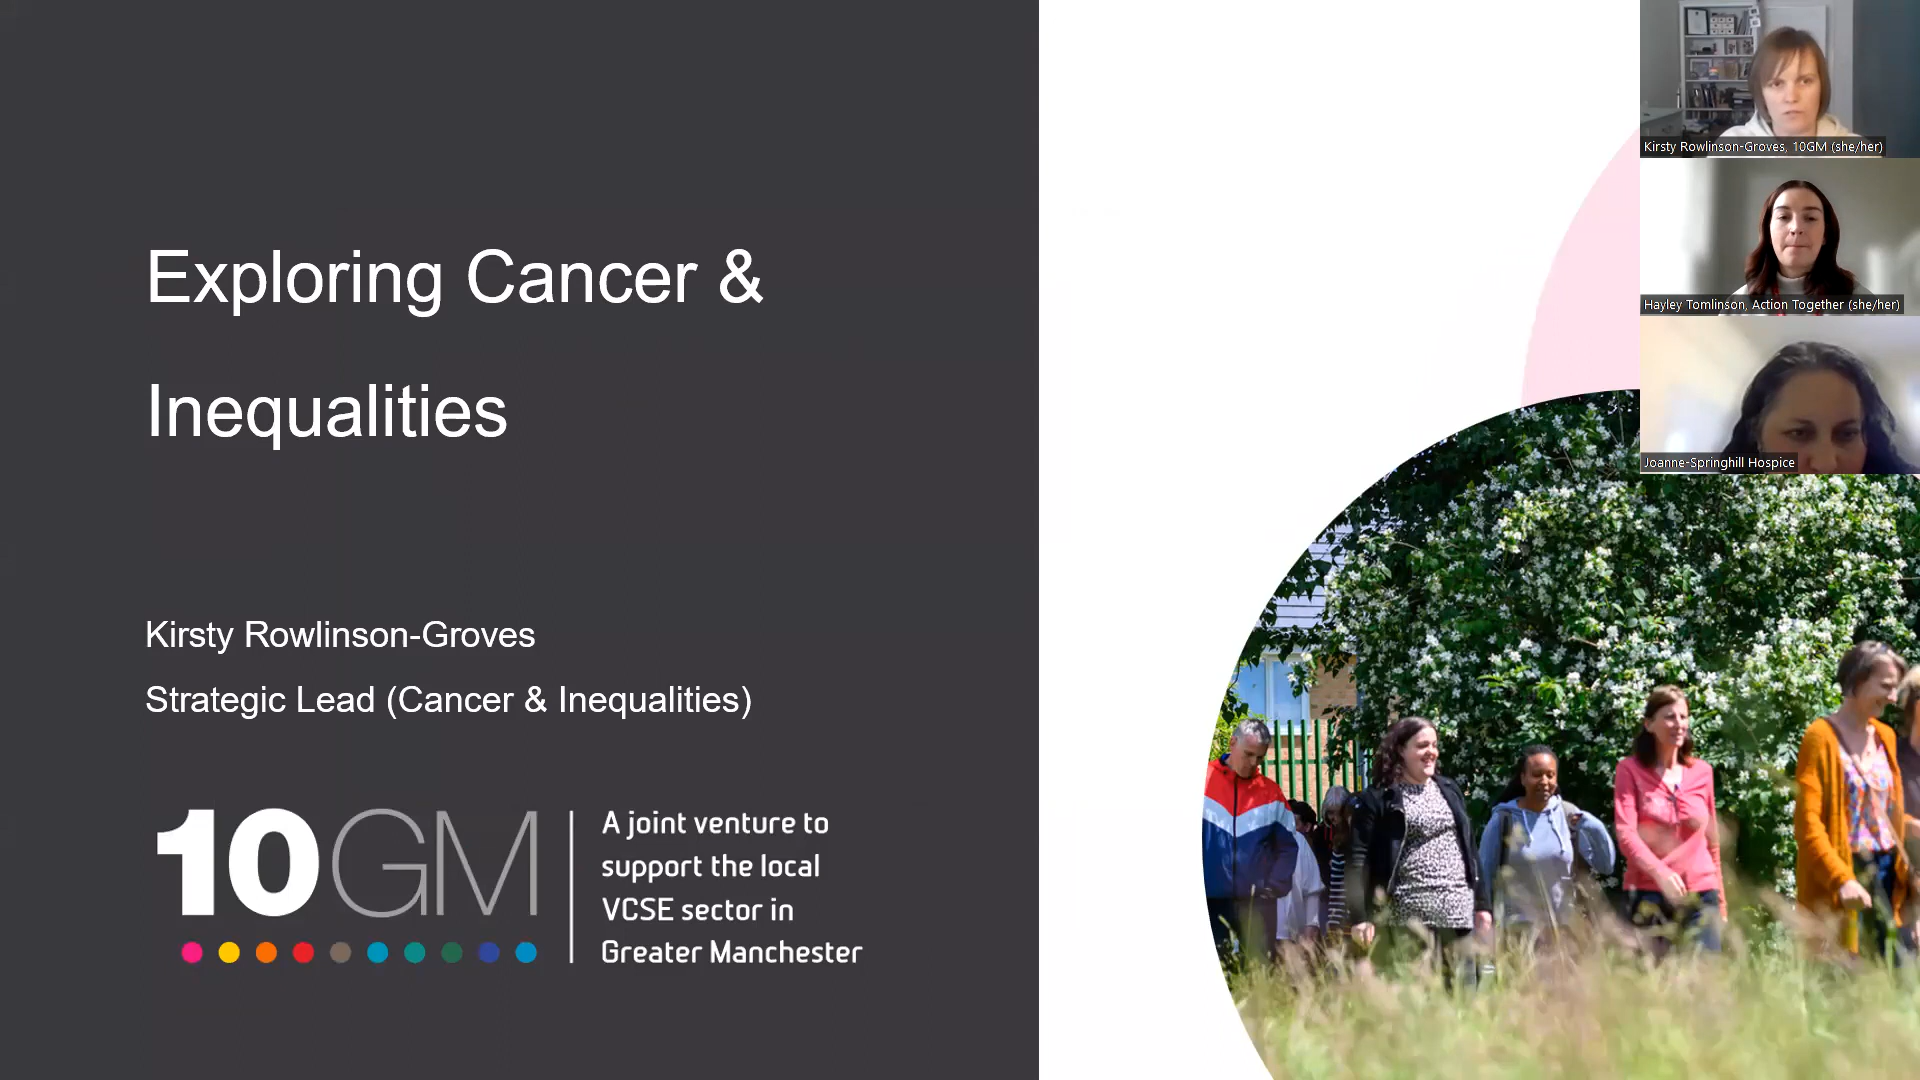 Exploring Cancer &
Inequalities
Kirsty Rowlinson-Groves
Strategic Lead (Cancer & Inequalities)
10GM
A joint venture to
support the local
VCSE sector in
Greater Manchester
Kirsty Rowlinson-Groves, 10GM (she/her)
Hayley Tomlinson, Action Together (she/her)
Joanne-Springhill Hospice